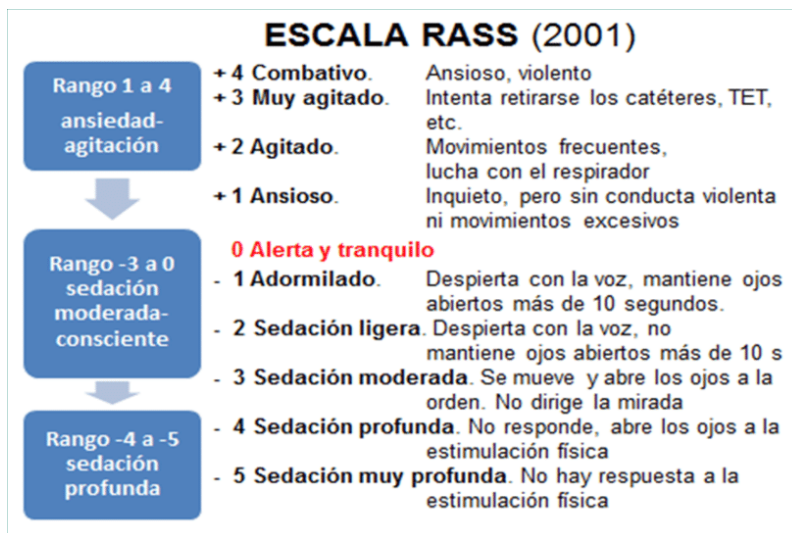 ESCALA RASS (2001)
Rango 1 a 4
ansiedad-
agitación
+ 4 Combativo. Ansioso, violento
+ 3 Muy agitado. Intenta retirarse los catéteres, TET,
etc.
+ 2 Agitado. Movimientos frecuentes,
lucha con el respirador
+ 1 Ansioso. Inquieto, pero sin conducta violenta
ni movimientos excesivos
Rango -3 a 0
sedación
moderada-
consciente
0 Alerta y tranquilo
- 1 Adormilado. Despierta con la voz, mantiene ojos
abiertos más de 10 segundos.
- 2 Sedación ligera. Despierta con la voz, no
mantiene ojos abiertos más de 10 s
- 3 Sedación moderada. Se mueve y abre los ojos a la
orden. No dirige la mirada
Rango -4 a -5
sedación
profunda
- 4 Sedación profunda. No responde, abre los ojos a la
estimulación física
- 5 Sedación muy profunda. No hay respuesta a la
estimulación física